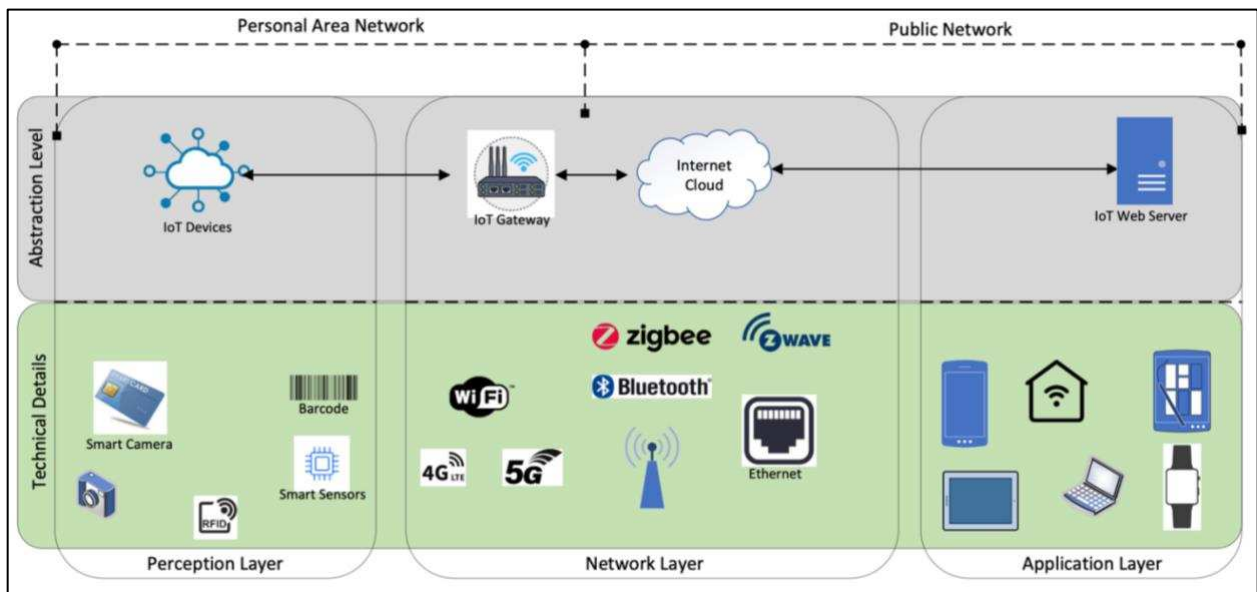 Personal Area Network
Public Network
Abstraction Level
IoT Devices
IoT Gateway
Internet
Cloud
IoT Web Server
Technical Details
Smart Camera
Barcode
Smart Sensors
RFID
WiFi™
4G LTE
5G
zigbee
Z WAVE
Bluetooth®
Ethernet
Perception Layer
Network Layer
Application Layer